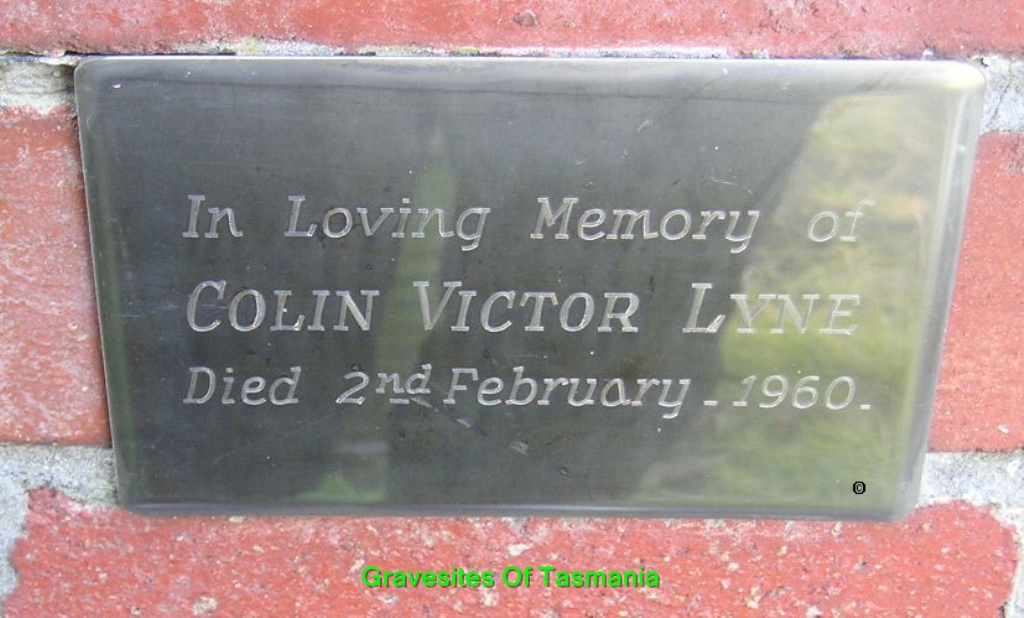 In Loving Memory of
COLIN VICTOR LYNE
Died 2nd February - 1960.
©
Gravesites Of Tasmania